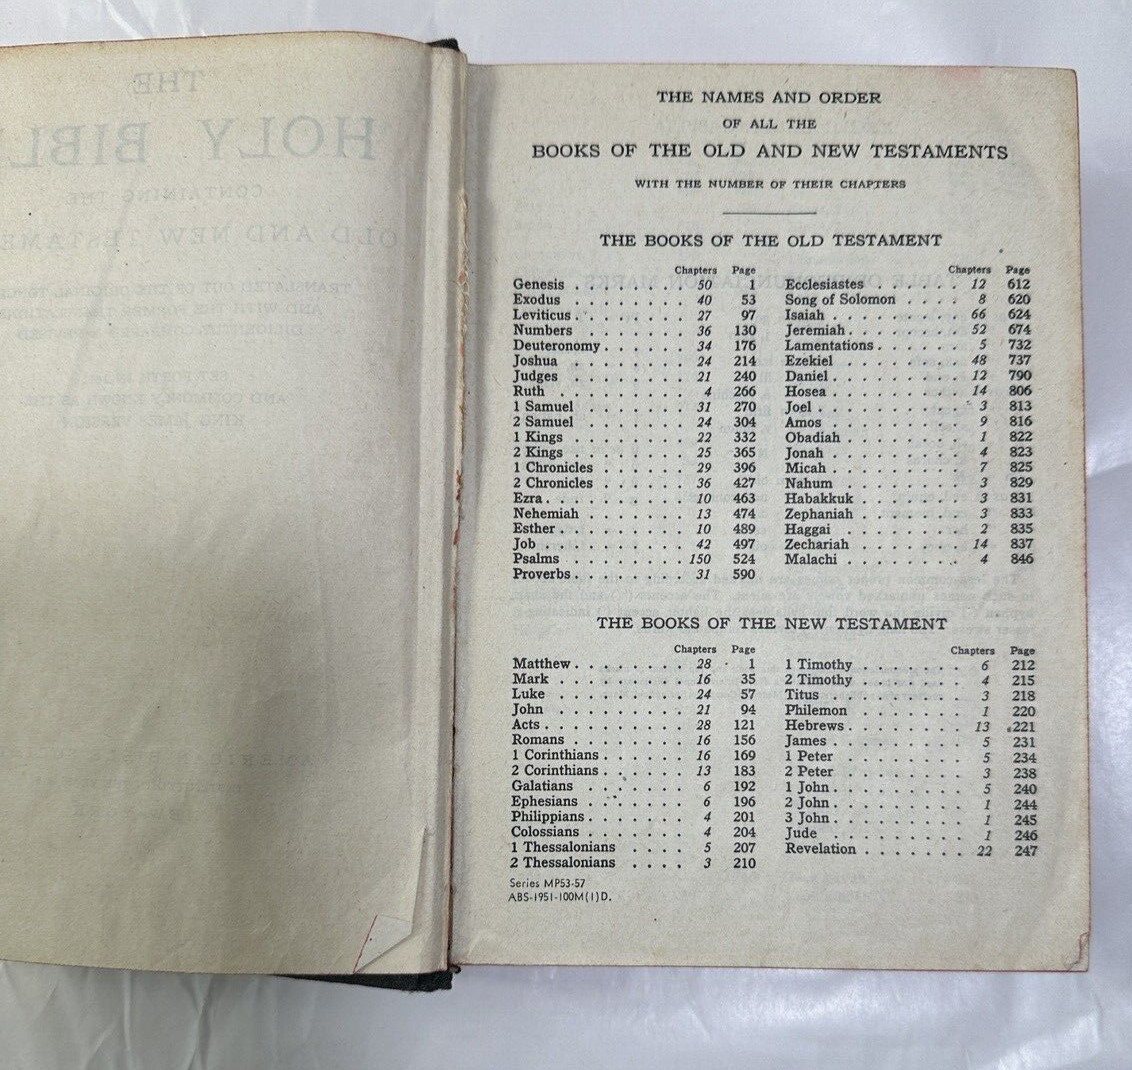 THE NAMES AND ORDER
OF ALL THE
BOOKS OF THE OLD AND NEW TESTAMENTS
WITH THE NUMBER OF THEIR CHAPTERS
THE BOOKS OF THE OLD TESTAMENT
Chapters Page
Genesis . . . . . . . . 50 1
Exodus . . . . . . . . 40 53
Leviticus . . . . . . . 27 97
Numbers . . . . . . . 36 130
Deuteronomy . . . . . . 34 176
Joshua . . . . . . . . 24 214
Judges . . . . . . . . 21 240
Ruth . . . . . . . . 4 266
1 Samuel . . . . . . . 31 270
2 Samuel . . . . . . . 24 304
1 Kings . . . . . . . . 22 332
2 Kings . . . . . . . . 25 365
1 Chronicles . . . . . . 29 396
2 Chronicles . . . . . . 36 427
Ezra . . . . . . . . . 10 463
Nehemiah . . . . . . . 13 474
Esther . . . . . . . . 10 489
Job . . . . . . . . . 42 497
Psalms . . . . . . . . 150 524
Proverbs . . . . . . . 31 590
Chapters Page
Ecclesiastes . . . . . . 12 612
Song of Solomon . . . . 8 620
Isaiah . . . . . . . . 66 624
Jeremiah . . . . . . . 52 674
Lamentations . . . . . . 5 732
Ezekiel . . . . . . . 48 737
Daniel . . . . . . . . 12 790
Hosea . . . . . . . . 14 806
Joel . . . . . . . . . 3 813
Amos . . . . . . . . 9 816
Obadiah . . . . . . . 1 822
Jonah . . . . . . . . 4 823
Micah . . . . . . . . 7 825
Nahum . . . . . . . . 3 829
Habakkuk . . . . . . . 3 831
Zephaniah . . . . . . . 3 833
Haggai . . . . . . . 2 835
Zechariah . . . . . . . 14 837
Malachi . . . . . . . 4 846
THE BOOKS OF THE NEW TESTAMENT
Chapters Page
Matthew . . . . . . . . 28 1
Mark . . . . . . . . 16 35
Luke . . . . . . . . 24 57
John . . . . . . . . 21 94
Acts . . . . . . . . . 28 121
Romans . . . . . . . . 16 156
1 Corinthians . . . . . . 16 169
2 Corinthians . . . . . . 13 183
Galatians . . . . . . . 6 192
Ephesians . . . . . . . 6 196
Philippians . . . . . . . 4 201
Colossians . . . . . . . 4 204
1 Thessalonians . . . . 5 207
2 Thessalonians . . . . 3 210
Chapters Page
1 Timothy . . . . . . . 6 212
2 Timothy . . . . . . . 4 215
Titus . . . . . . . . 3 218
Philemon . . . . . . . 1 220
Hebrews . . . . . . . . 13 221
James . . . . . . . . 5 231
1 Peter . . . . . . . . 5 234
2 Peter . . . . . . . . 3 238
1 John . . . . . . . . 5 240
2 John . . . . . . . . 1 244
3 John . . . . . . . . 1 245
Jude . . . . . . . . 1 246
Revelation . . . . . . . 22 247
Series MP53-57
ABS-1951-100M(1)D.